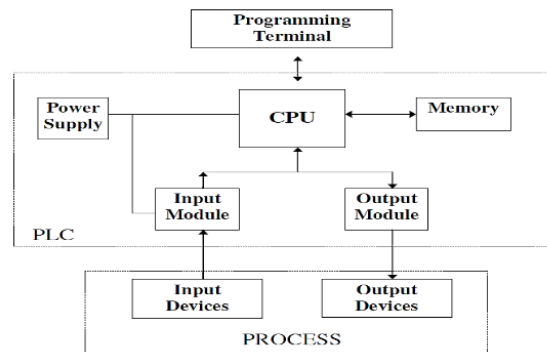 Programming
Terminal
Power
Supply
CPU
Memory
Input
Module
Output
Module
PLC
Input
Devices
Output
Devices
PROCESS